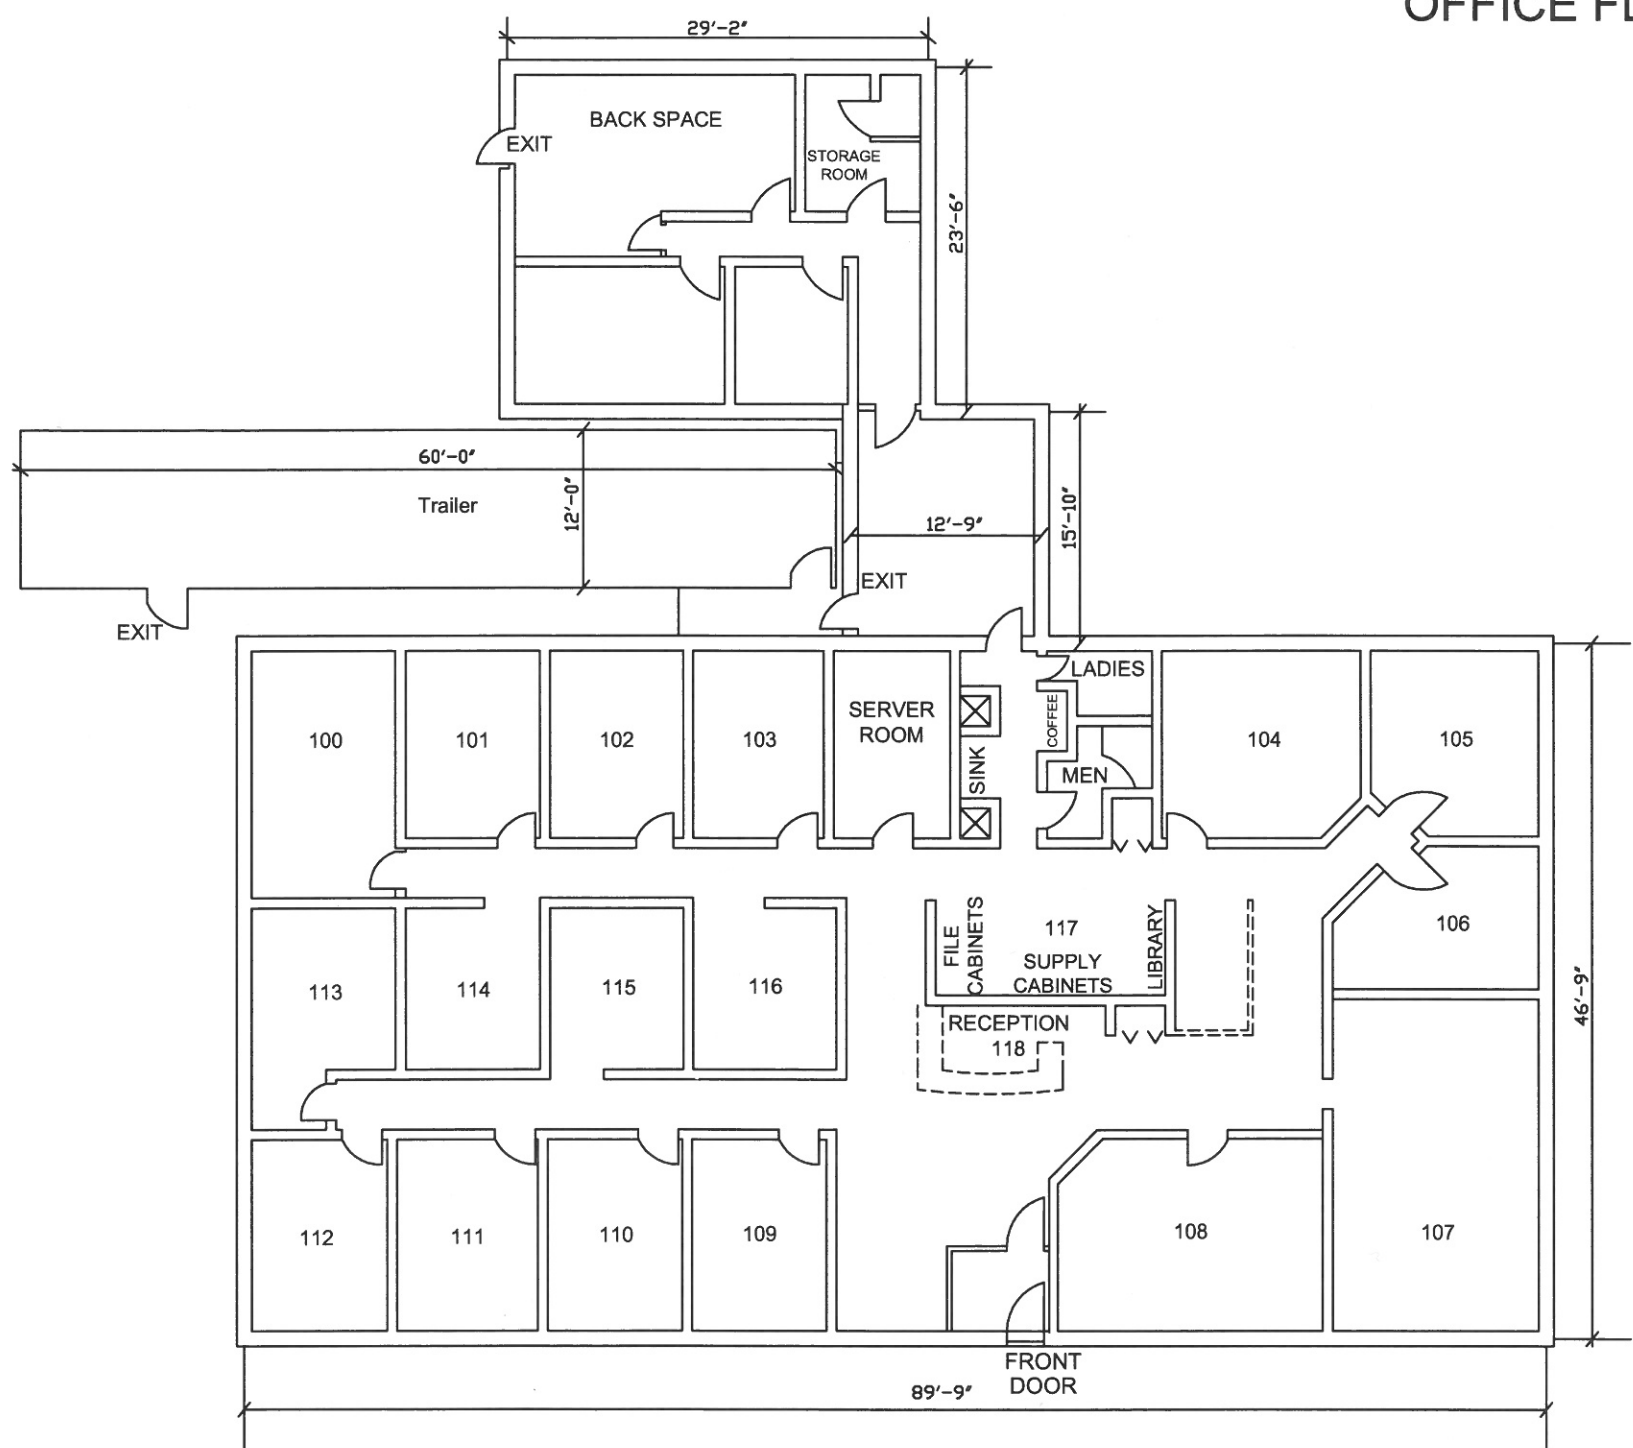 OFFICE FL
29'-2"
BACK SPACE
EXIT
STORAGE
ROOM
23'-6"
60'-0"
12'-0"
Trailer
12'-9"
15'-10"
EXIT
EXIT
100
101
102
103
SERVER
ROOM
SINK
COFFEE
LADIES
MEN
104
105
106
113
114
115
116
FILE
CABINETS
117
SUPPLY
CABINETS
LIBRARY
RECEPTION
118
46'-9"
112
111
110
109
108
107
FRONT
DOOR
89'-9"